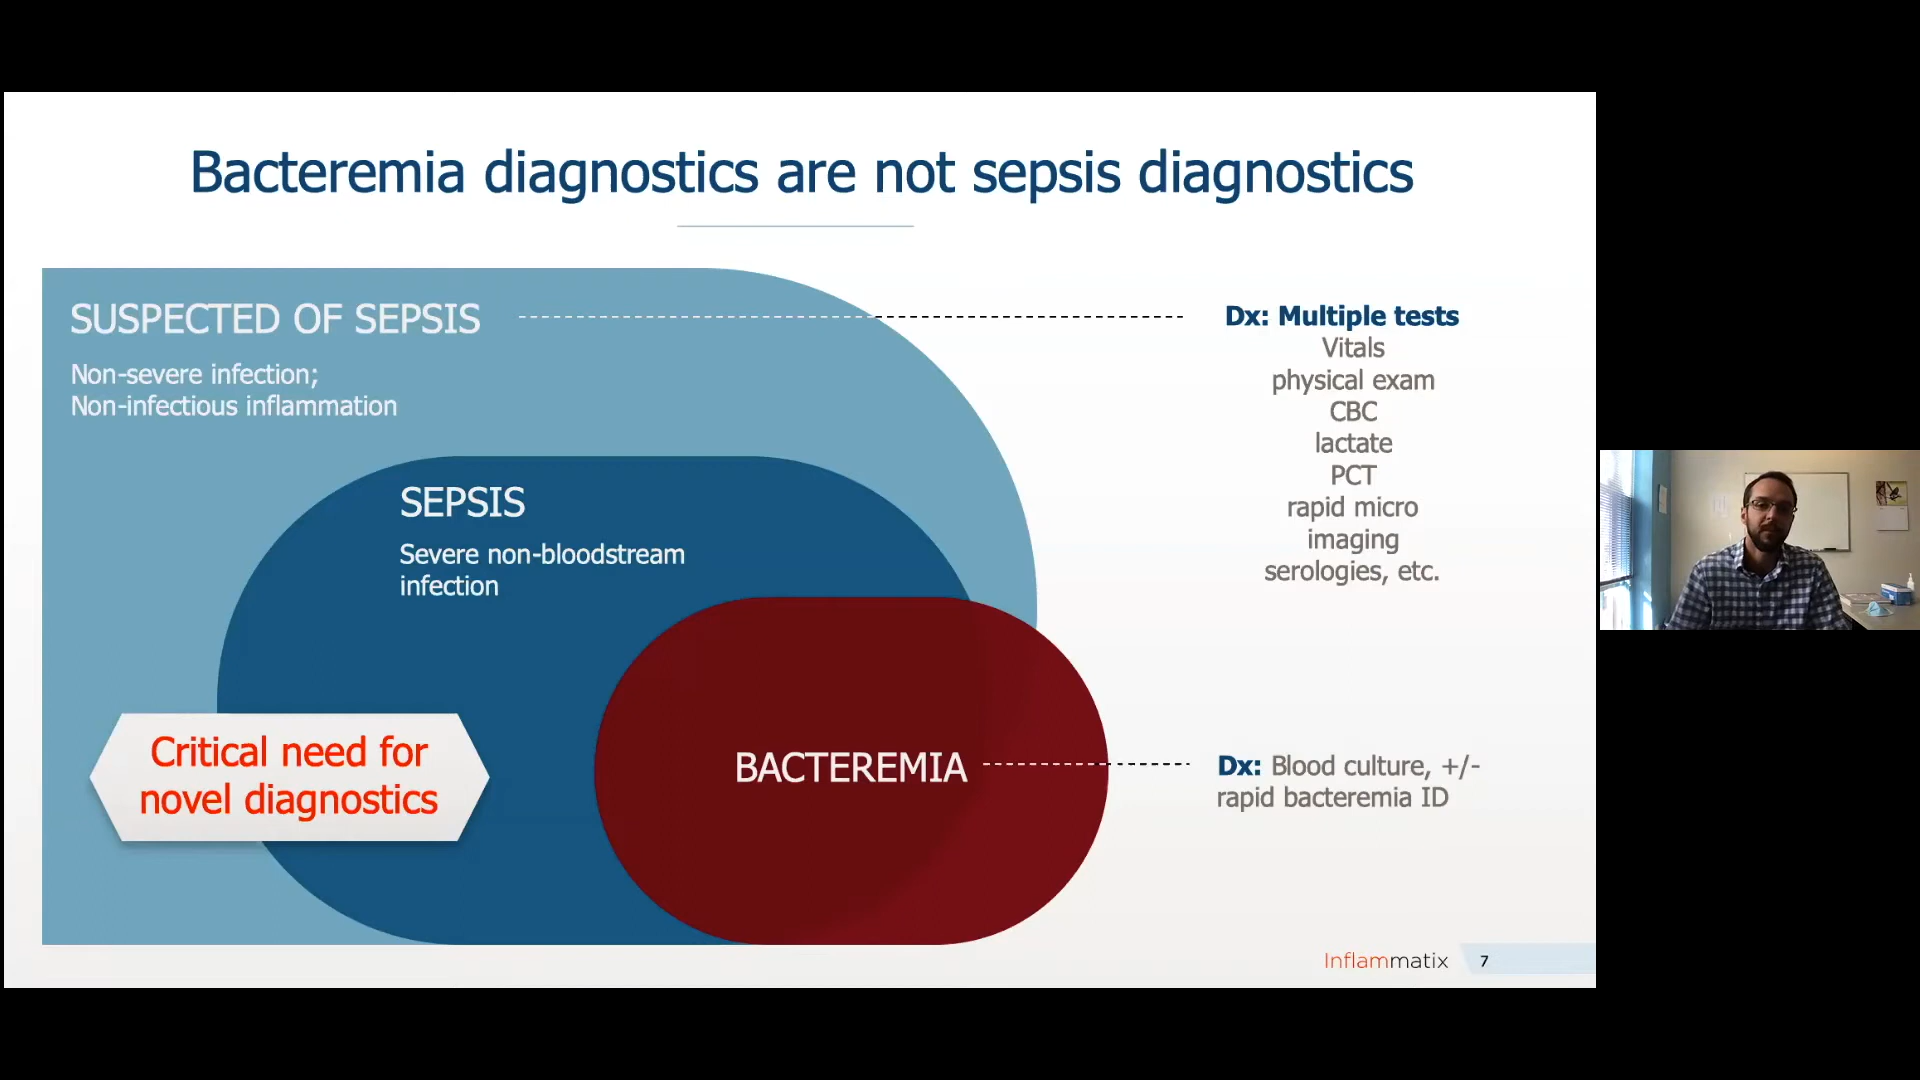 Bacteremia diagnostics are not sepsis diagnostics
SUSPECTED OF SEPSIS
Non-severe infection;
Non-infectious inflammation
SEPSIS
Severe non-bloodstream
infection
BACTEREMIA
Critical need for
novel diagnostics
Dx: Multiple tests
Vitals
physical exam
CBC
lactate
PCT
rapid micro
imaging
serologies, etc.
Dx: Blood culture, +/-
rapid bacteremia ID
Inflammatix
7